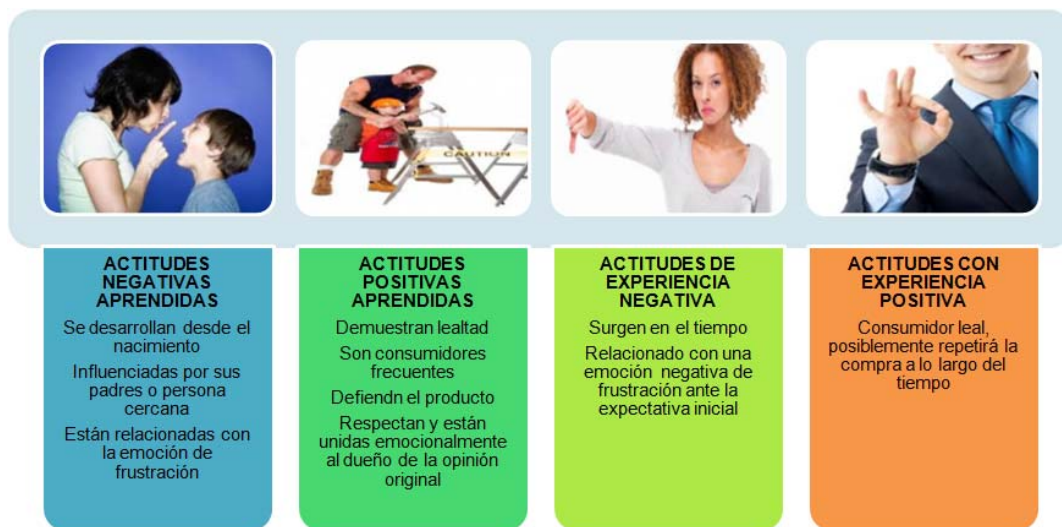 CAUTION
ACTITUDES
NEGATIVAS
APRENDIDAS
Se desarrollan desde el
nacimiento
Influenciadas por sus
padres o persona
cercana
Están relacionadas con
la emoción de
frustración
ACTITUDES
POSITIVAS
APRENDIDAS
Demuestran lealtad
Son consumidores
frecuentes
Defiendn el producto
Respectan y están
unidas emocionalmente
al dueño de la opinión
original
ACTITUDES DE
EXPERIENCIA
NEGATIVA
Surgen en el tiempo
Relacionado con una
emoción negativa de
frustración ante la
expectativa inicial
ACTITUDES CON
EXPERIENCIA
POSITIVA
Consumidor leal,
posiblemente repetirá la
compra a lo largo del
tiempo